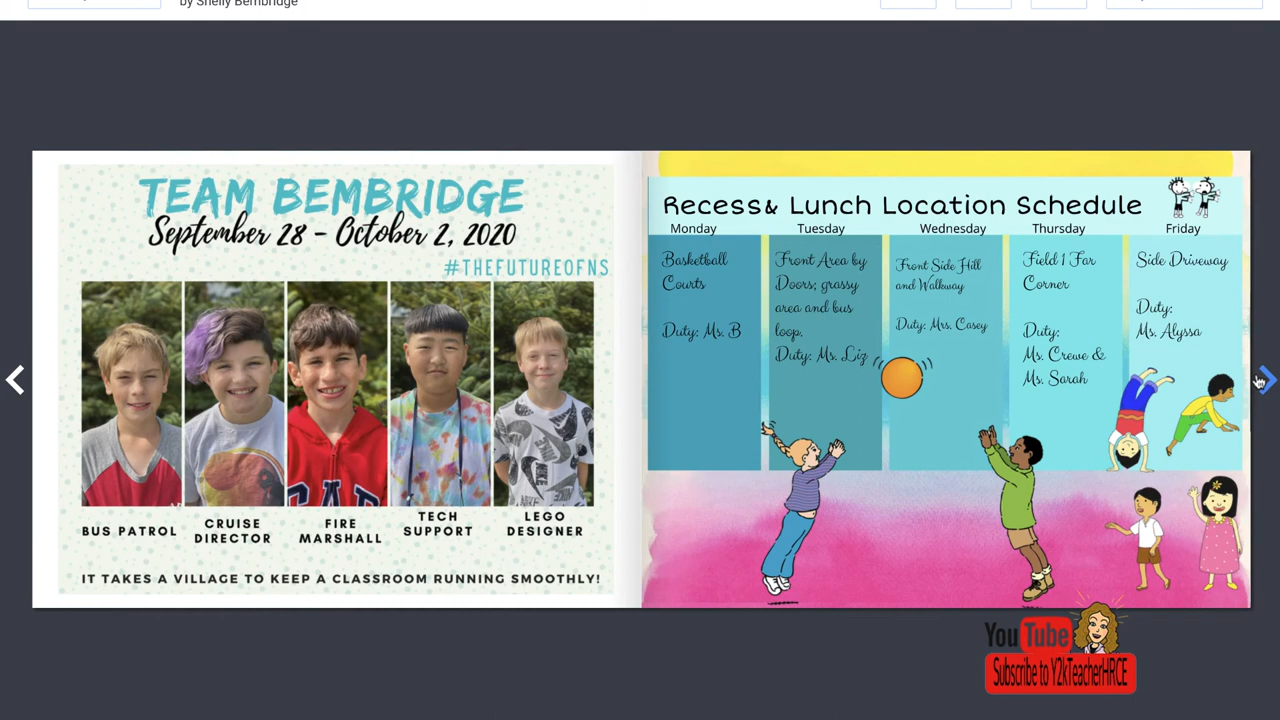 by Shelly Bembridge
TEAM BEMBRIDGE
September 28 - October 2, 2020
#THEFUTUREOFNS
BUS PATROL
CRUISE
DIRECTOR
FIRE
MARSHALL
TECH
SUPPORT
LEGO
DESIGNER
IT TAKES A VILLAGE TO KEEP A CLASSROOM RUNNING SMOOTHLY!
Recess & Lunch Location Schedule
Monday
Basketball
Courts
Duty: Ms. B
Tuesday
Front Area by
Doors; grassy
area and bus
loop.
Duty: Ms. Liz
Wednesday
Front Side Hill
and Walkway
Duty: Mrs. Casey
Thursday
Field 1 Far
Corner
Duty:
Ms. Crewe &
Ms. Sarah
Friday
Side Driveway
Duty:
Ms. Alyssa
You Tube
Subscribe to Y2kTeacherHRCE